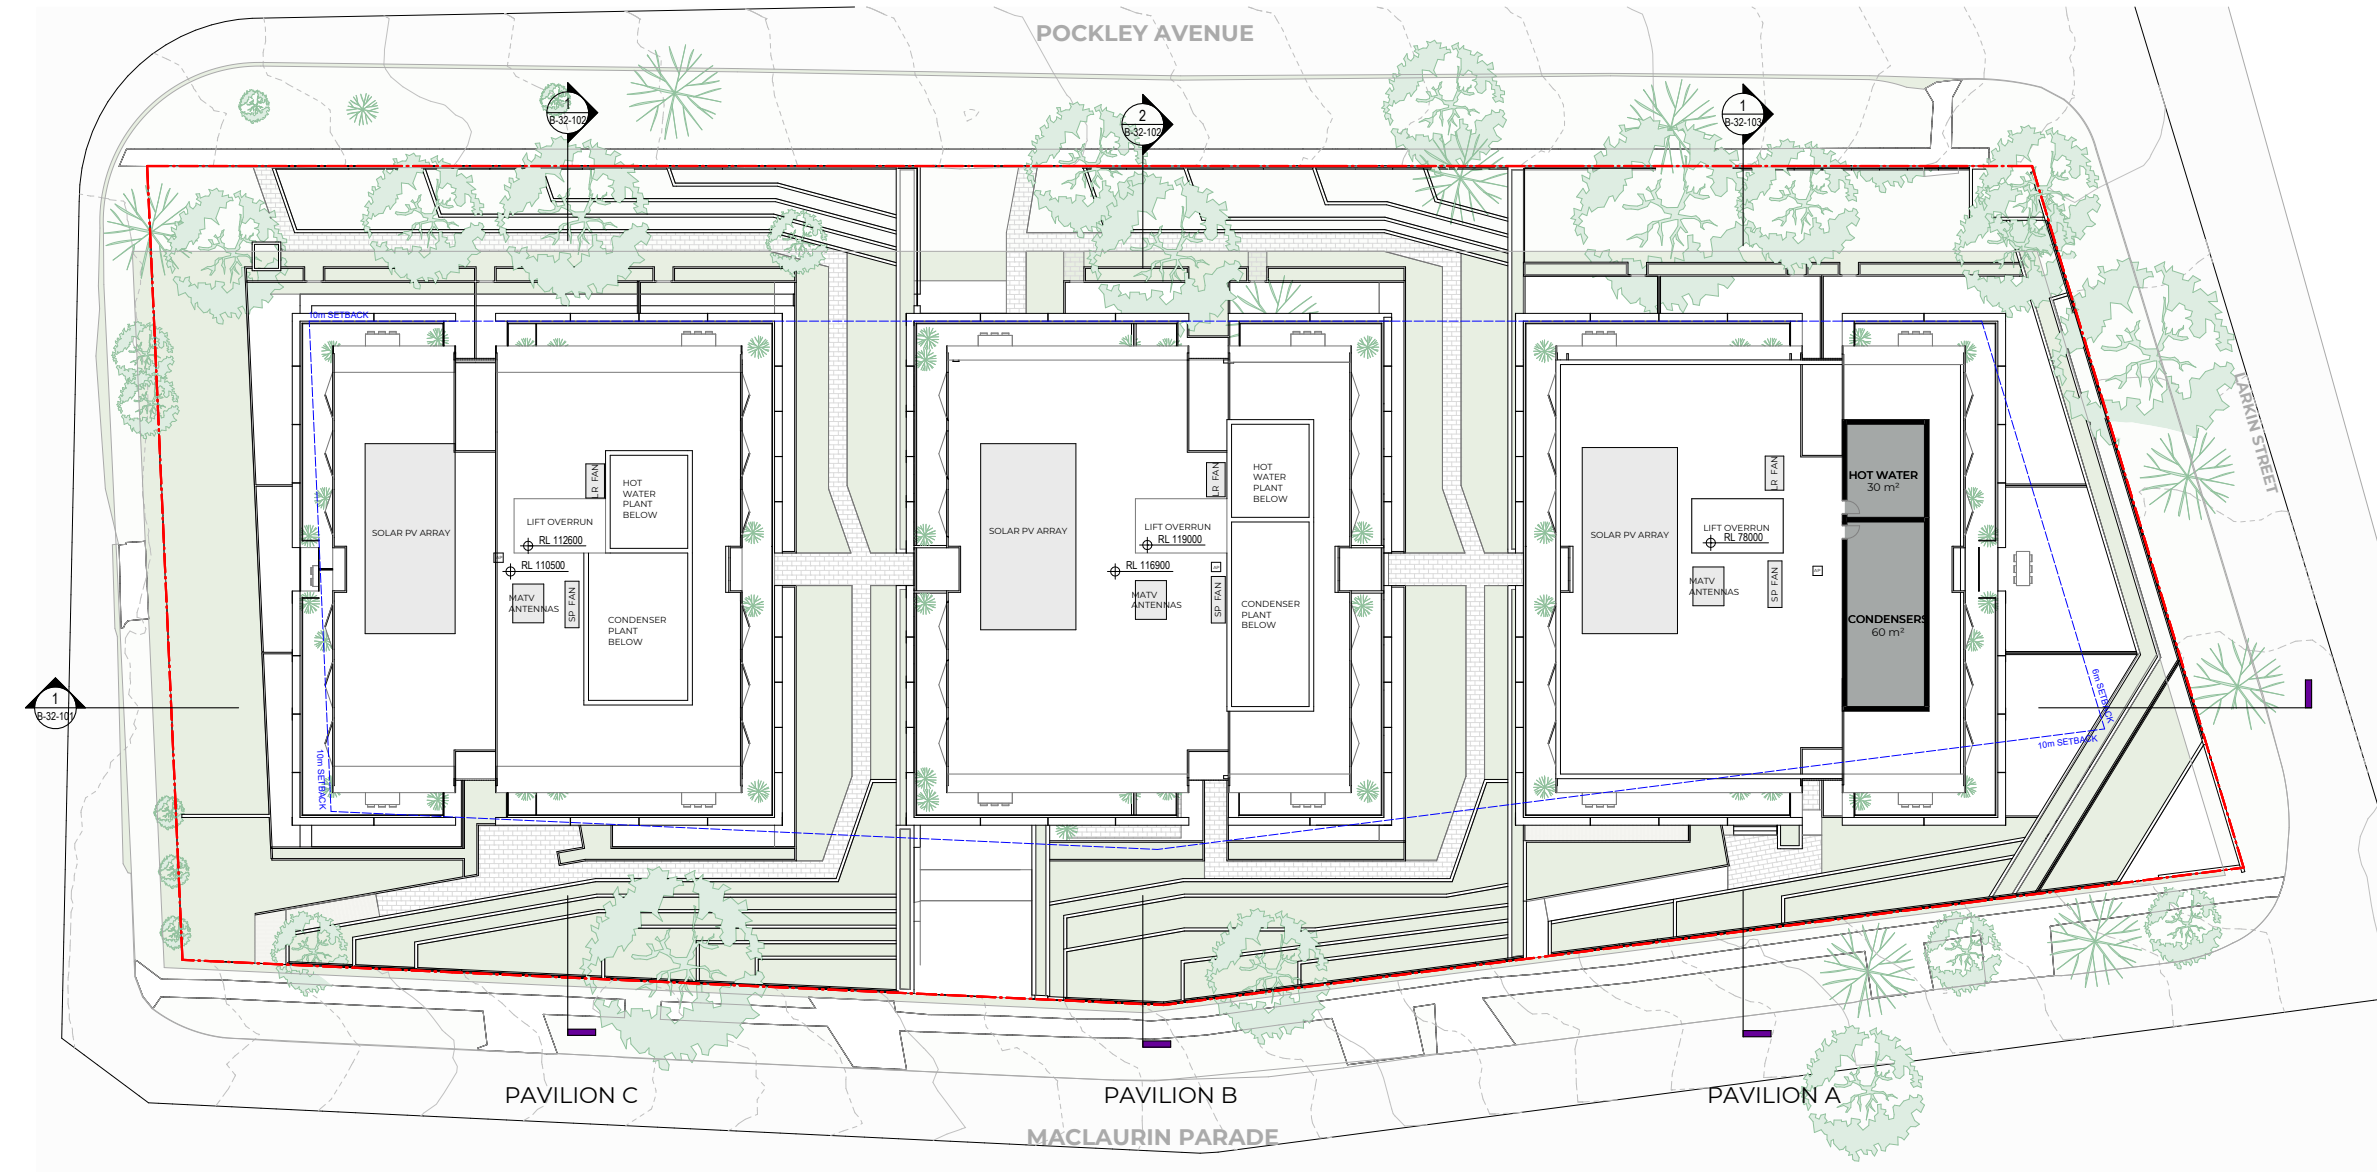 POCKLEY AVENUE
1
B-32-102
2
B-32-102
1
B-32-103
10m SETBACK
LARKIN STREET
SOLAR PV ARRAY
LR FAN
HOT
WATER
PLANT
BELOW
LIFT OVERRUN
RL 112600
RL 110500
MATV
ANTENNAS
SP FAN
CONDENSER
PLANT
BELOW
SOLAR PV ARRAY
LR FAN
HOT
WATER
PLANT
BELOW
LIFT OVERRUN
RL 119000
RL 116900
MATV
ANTENNAS
SP FAN
CONDENSER
PLANT
BELOW
SOLAR PV ARRAY
LR FAN
HOT WATER
30 m²
LIFT OVERRUN
RL 78000
MATV
ANTENNAS
SP FAN
CONDENSERS
60 m²
1
B-32-101
6m SETBACK
10m SETBACK
10m SETBACK
PAVILION C
PAVILION B
PAVILION A
MACLAURIN PARADE